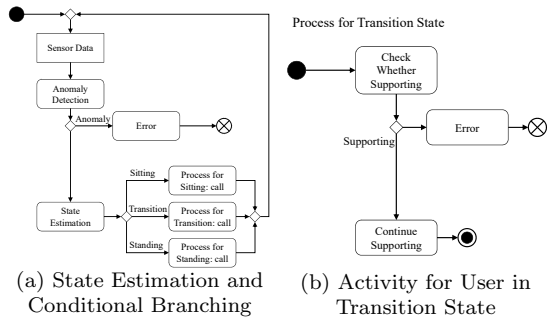 Sensor Data
Anomaly
Detection
Anomaly
Error
State
Estimation
Sitting
Process for
Sitting: call
Transition
Process for
Transition: call
Standing
Process for
Standing: call
(a) State Estimation and
Conditional Branching
Process for Transition State
Check
Whether
Supporting
Supporting
Error
Continue
Supporting
(b) Activity for User in
Transition State